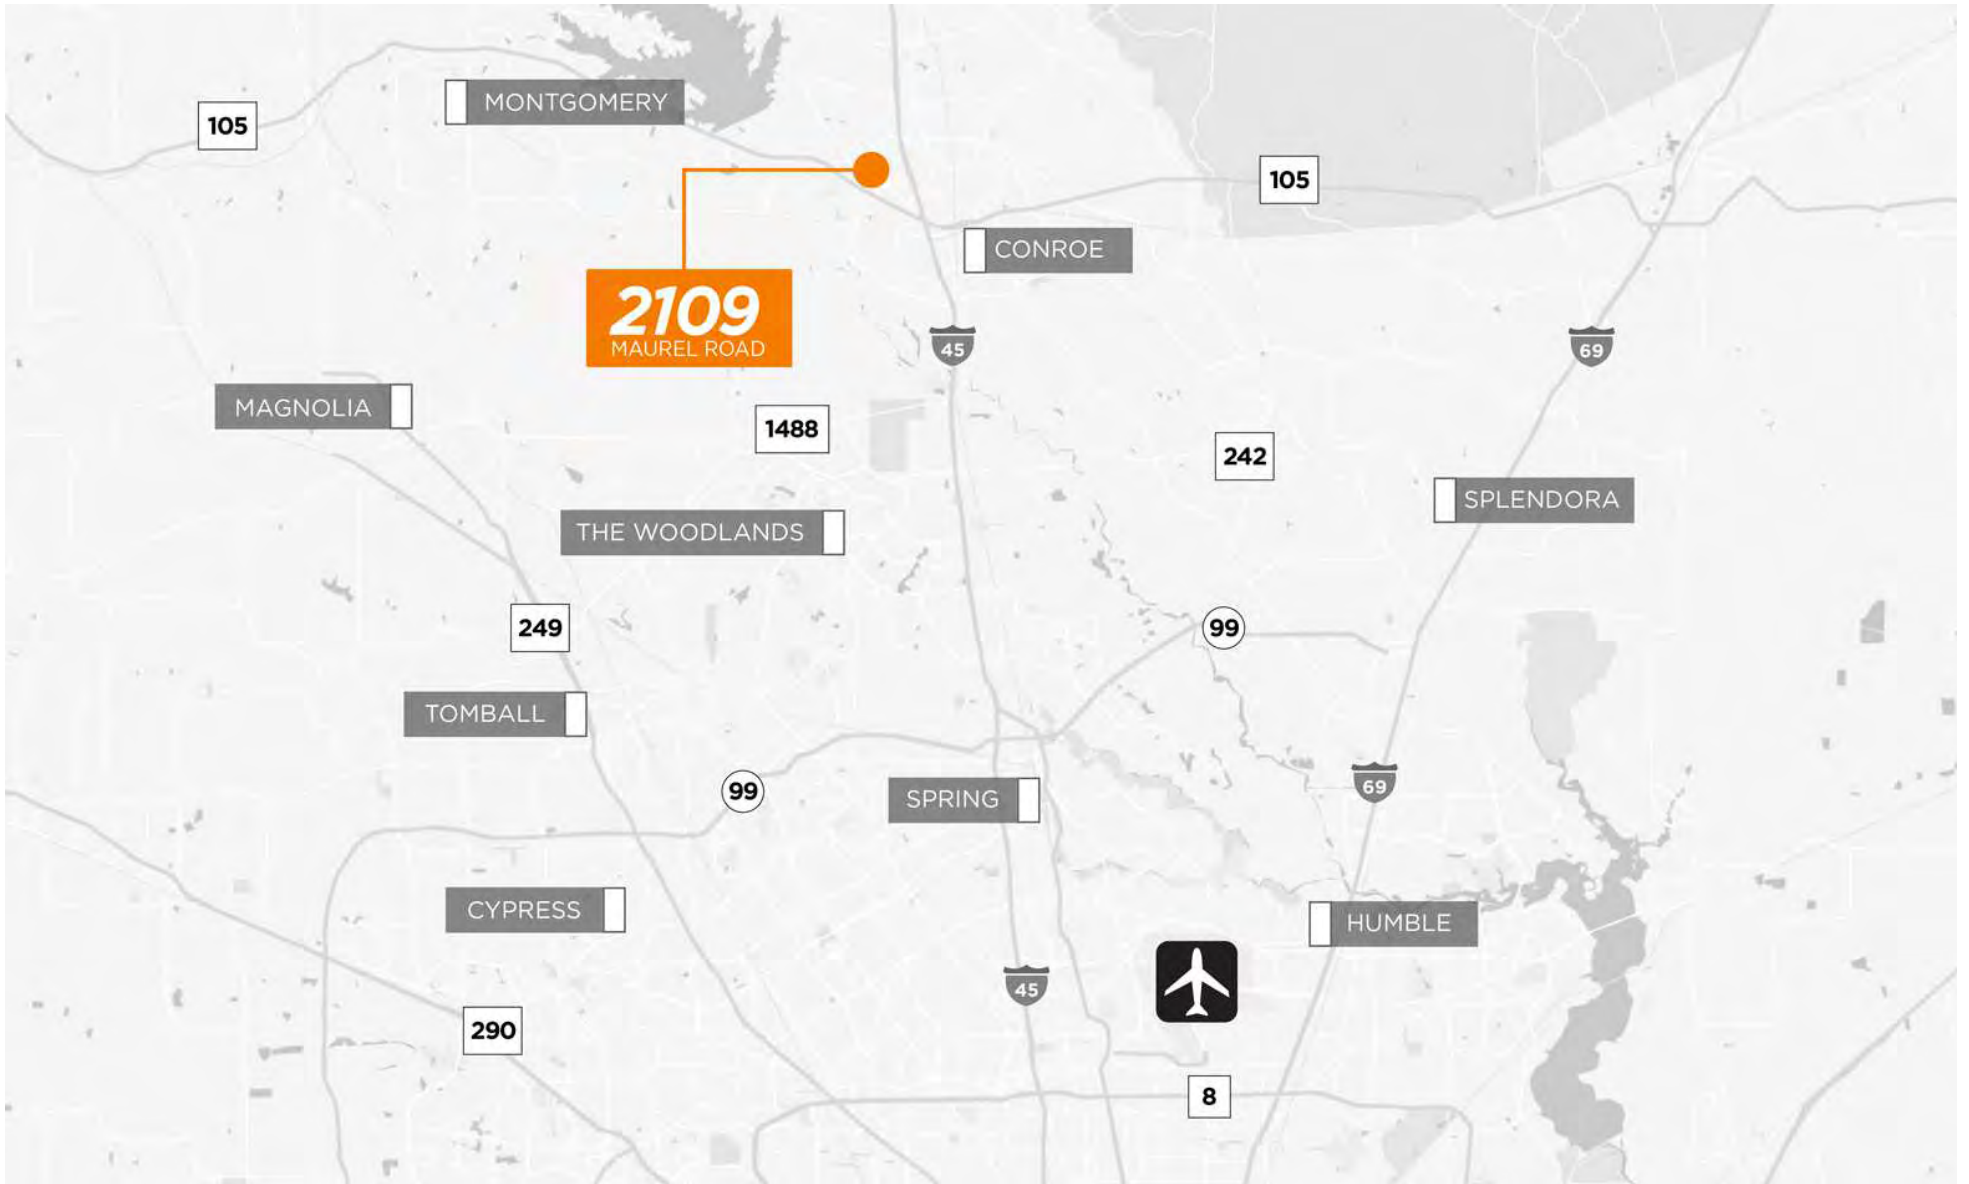 MONTGOMERY
105
105
CONROE
2109
MAUREL ROAD
45
69
MAGNOLIA
1488
242
SPLENDORA
THE WOODLANDS
249
99
TOMBALL
99
SPRING
69
CYPRESS
HUMBLE
45
290
8